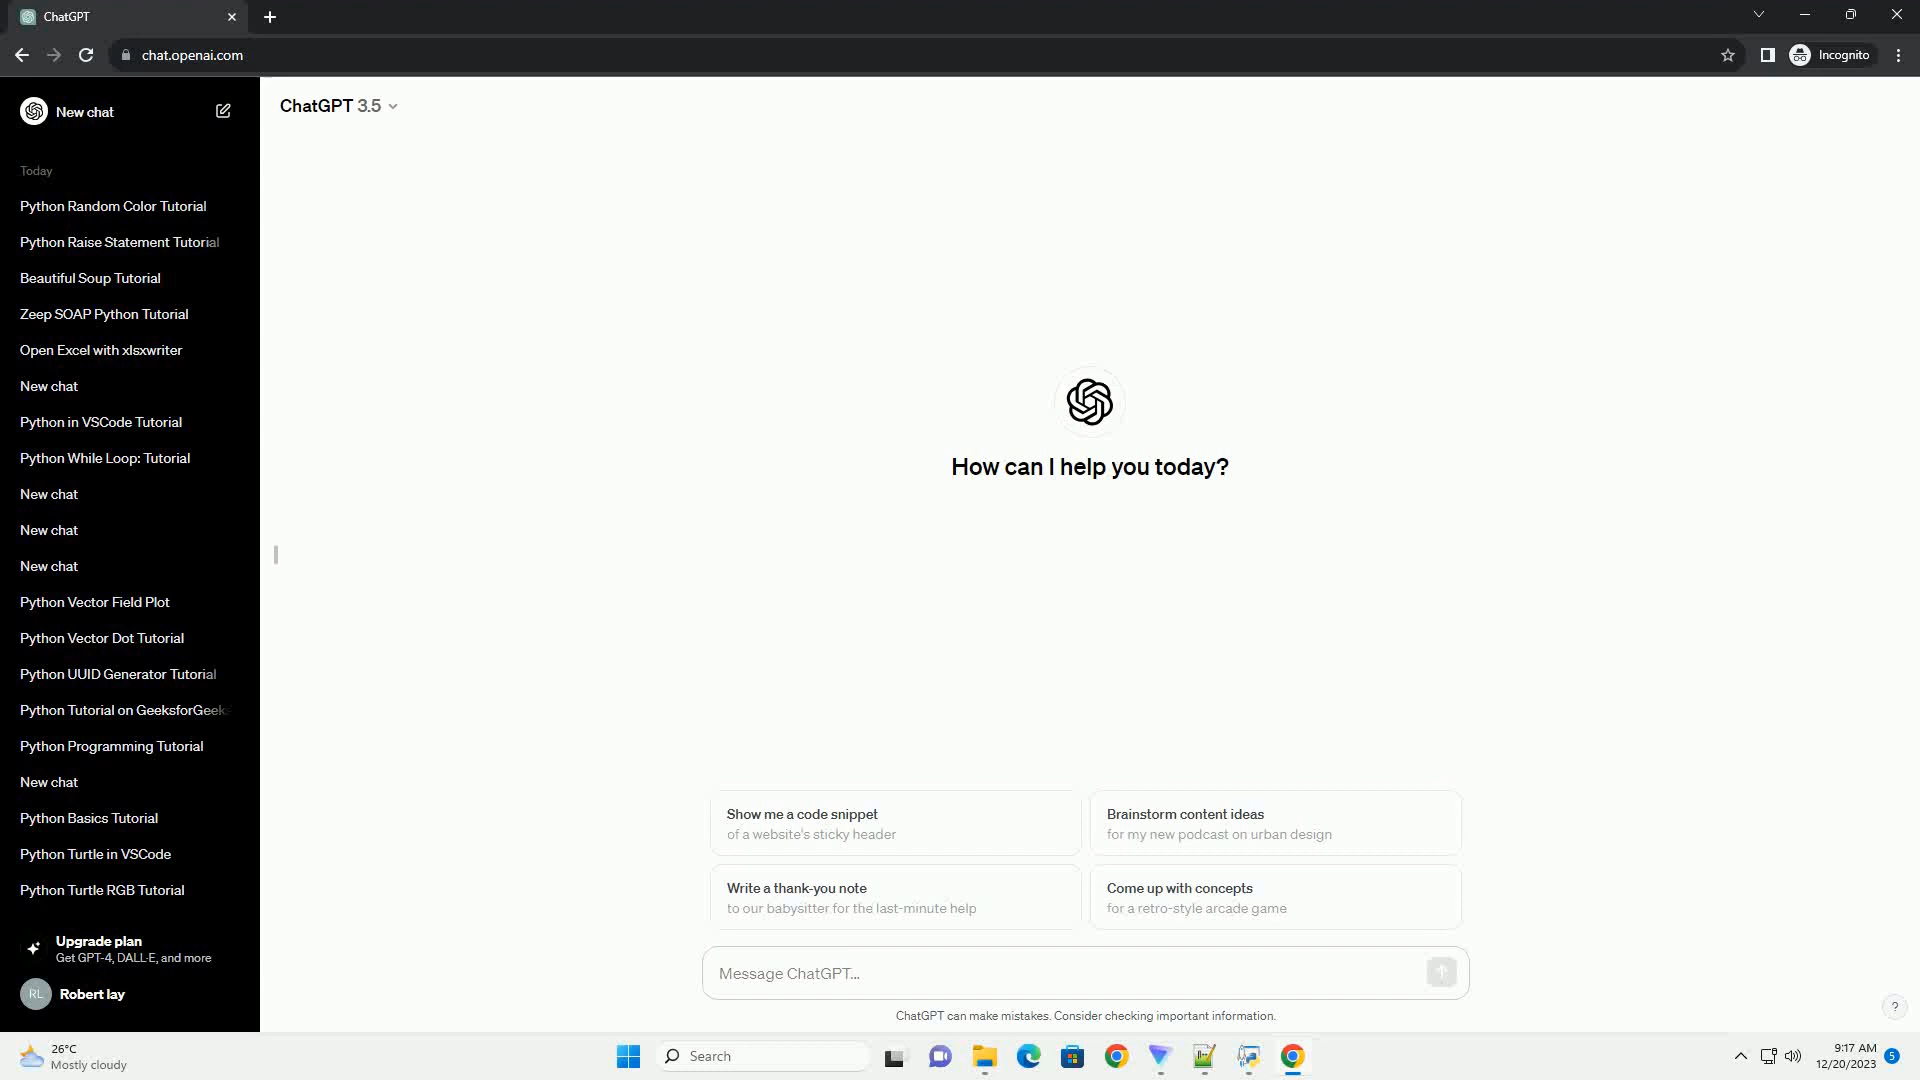 ChatGPT
chat.openai.com
Incognito
New chat
ChatGPT 3.5
Today
Python Random Color Tutorial
Python Raise Statement Tutorial
Beautiful Soup Tutorial
Zeep SOAP Python Tutorial
Open Excel with xlsxwriter
New chat
Python in VSCode Tutorial
Python While Loop: Tutorial
New chat
New chat
New chat
Python Vector Field Plot
Python Vector Dot Tutorial
Python UUID Generator Tutorial
Python Tutorial on GeeksforGeeks
Python Programming Tutorial
New chat
Python Basics Tutorial
Python Turtle in VSCode
Python Turtle RGB Tutorial
Upgrade plan
Get GPT-4, DALL·E, and more
RL
Robert lay
How can I help you today?
Show me a code snippet
of a website's sticky header
Brainstorm content ideas
for my new podcast on urban design
Write a thank-you note
to our babysitter for the last-minute help
Come up with concepts
for a retro-style arcade game
Message ChatGPT...
ChatGPT can make mistakes. Consider checking important information.
?
26°C
Mostly cloudy
Search
9:17 AM
12/20/2023
5